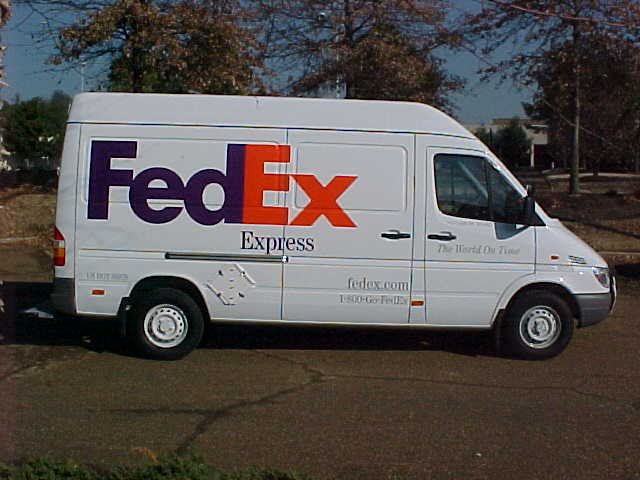 FedEx
Express
The World On Time
fedex.com
1-800-Go-FedEx